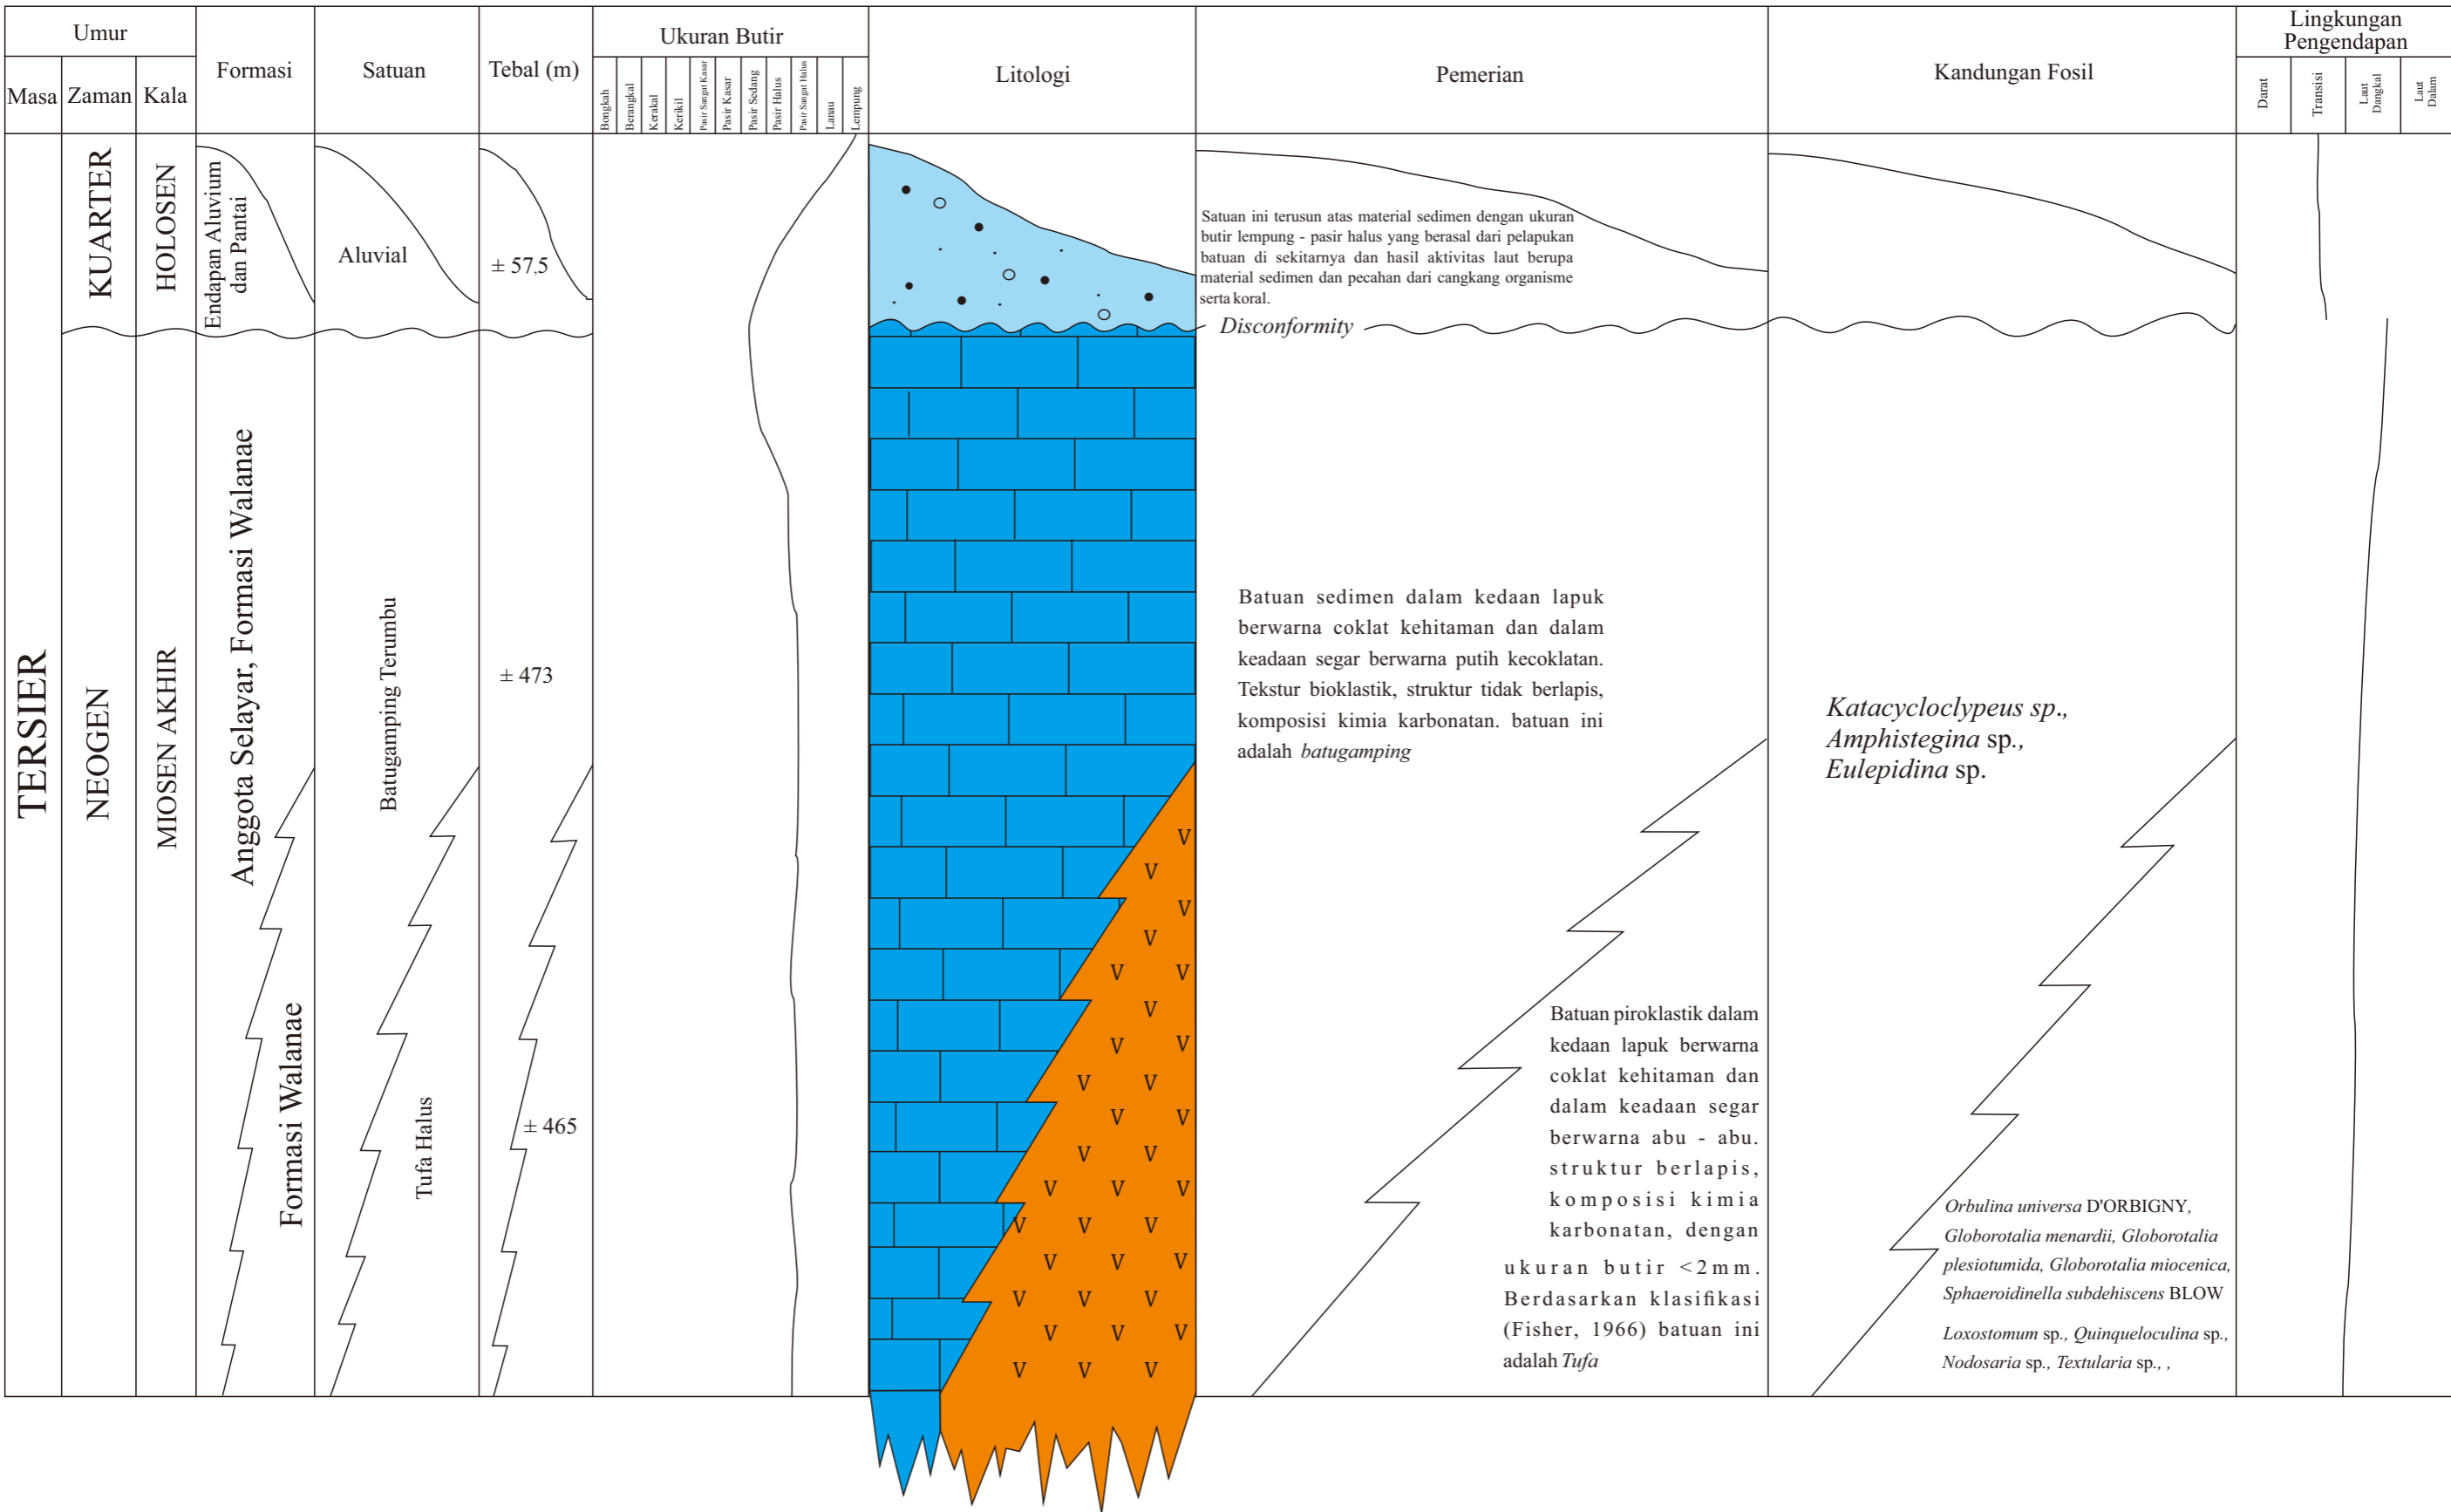 Umur
Masa
Zaman
Kala
Formasi
Satuan
Tebal (m)
Ukuran Butir
Bongkah
Berangkal
Kerakal
Kerikil
Pasir Sangat Kasar
Pasir Kasar
Pasir Sedang
Pasir Halus
Pasir Sangat Halus
Lanau
Lempung
Litologi
Pemerian
Kandungan Fosil
Lingkungan
Pengendapan
Darat
Transisi
Laut
Dangkal
Laut
Dalam
TERSIER
KUARTER
HOLOSEN
Endapan Aluvium
dan Pantai
Aluvial
± 57,5
Satuan ini terusun atas material sedimen dengan ukuran
butir lempung - pasir halus yang berasal dari pelapukan
batuan di sekitarnya dan hasil aktivitas laut berupa
material sedimen dan pecahan dari cangkang organisme
serta koral.
Disconformity
NEOGEN
MIOSEN AKHIR
Anggota Selayar, Formasi Walanae
Batugamping Terumbu
± 473
Batuan sedimen dalam kedaan lapuk
berwarna coklat kehitaman dan dalam
keadaan segar berwarna putih kecoklatan.
Tekstur bioklastik, struktur tidak berlapis,
komposisi kimia karbonatan. batuan ini
adalah batugamping
Katacycloclypeus sp.,
Amphistegina sp.,
Eulepidina sp.
Formasi Walanae
Tufa Halus
± 465
V
V
V
V
V V
V
V V
V V
V V
V V
V V V
V V V
V V V
V V V
V V V
V V V
Batuan piroklastik dalam
kedaan lapuk berwarna
coklat kehitaman dan
dalam keadaan segar
berwarna abu - abu.
struktur berlapis,
komposisi kimia
karbonatan, dengan
ukuran butir <2mm.
Berdasarkan klasifikasi
(Fisher, 1966) batuan ini
adalah Tufa
Orbulina universa D'ORBIGNY,
Globorotalia menardii, Globorotalia
plesiotumida, Globorotalia miocenica,
Sphaeroidinella subdehiscens BLOW
Loxostomum sp., Quinqueloculina sp.,
Nodosaria sp., Textularia sp., ,